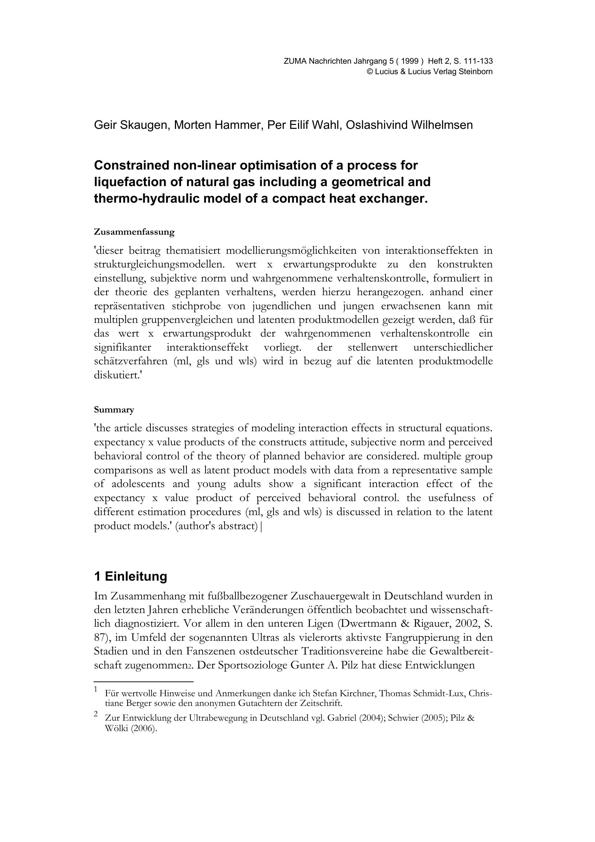 ZUMA Nachrichten Jahrgang 5 ( 1999 ) Heft 2, S. 111-133
© Lucius & Lucius Verlag Steinborn
Geir Skaugen, Morten Hammer, Per Eilif Wahl, Oslashivind Wilhelmsen
Constrained non-linear optimisation of a process for
liquefaction of natural gas including a geometrical and
thermo-hydraulic model of a compact heat exchanger.
Zusammenfassung
'dieser beitrag thematisiert modellierungsmöglichkeiten von interaktionseffekten in
strukturgleichungsmodellen. wert x erwartungsprodukte zu den konstrukten
einstellung, subjektive norm und wahrgenommene verhaltenskontrolle, formuliert in
der theorie des geplanten verhaltens, werden hierzu herangezogen. anhand einer
repräsentativen stichprobe von jugendlichen und jungen erwachsenen kann mit
multiplen gruppenvergleichen und latenten produktmodellen gezeigt werden, daß für
das wert x erwartungsprodukt der wahrgenommenen verhaltenskontrolle ein
signifikanter interaktionseffekt vorliegt. der stellenwert unterschiedlicher
schätzverfahren (ml, gls und wls) wird in bezug auf die latenten produktmodelle
diskutiert.'
Summary
'the article discusses strategies of modeling interaction effects in structural equations.
expectancy x value products of the constructs attitude, subjective norm and perceived
behavioral control of the theory of planned behavior are considered. multiple group
comparisons as well as latent product models with data from a representative sample
of adolescents and young adults show a significant interaction effect of the
expectancy x value product of perceived behavioral control. the usefulness of
different estimation procedures (ml, gls and wls) is discussed in relation to the latent
product models.' (author's abstract)|
1 Einleitung
Im Zusammenhang mit fußballbezogener Zuschauergewalt in Deutschland wurden in
den letzten Jahren erhebliche Veränderungen öffentlich beobachtet und wissenschaft-
lich diagnostiziert. Vor allem in den unteren Ligen (Dwertmann & Rigauer, 2002, S.
87), im Umfeld der sogenannten Ultras als vielerorts aktivste Fangruppierung in den
Stadien und in den Fanszenen ostdeutscher Traditionsvereine habe die Gewaltbereit-
schaft zugenommen2. Der Sportsoziologe Gunter A. Pilz hat diese Entwicklungen
1 Für wertvolle Hinweise und Anmerkungen danke ich Stefan Kirchner, Thomas Schmidt-Lux, Chris-
tiane Berger sowie den anonymen Gutachtern der Zeitschrift.
2 Zur Entwicklung der Ultrabewegung in Deutschland vgl. Gabriel (2004); Schwier (2005); Pilz &
Wölki (2006).